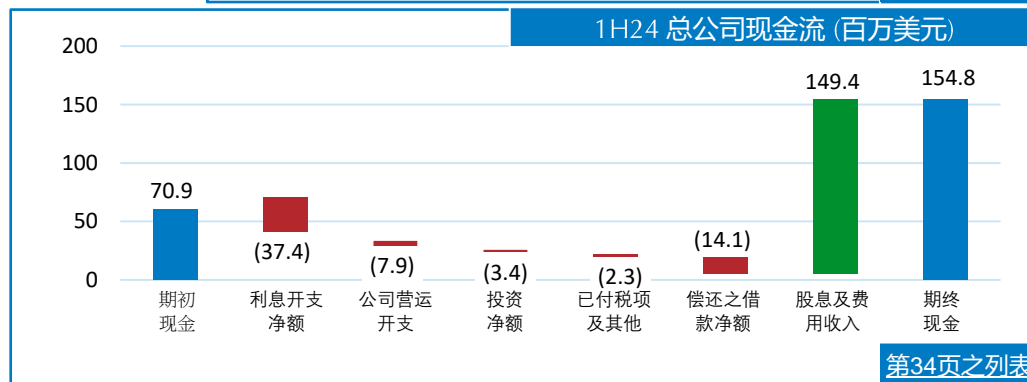 1H24 总公司现金流 (百万美元)
200
150
100
50
0
70.9
(37.4)
(7.9)
(3.4)
(2.3)
(14.1)
149.4
154.8
期初
现金
利息开支
净额
公司营运
开支
投资
净额
已付税项
及其他
偿还之借
款净额
股息及费
用收入
期终
现金
第34页之列表